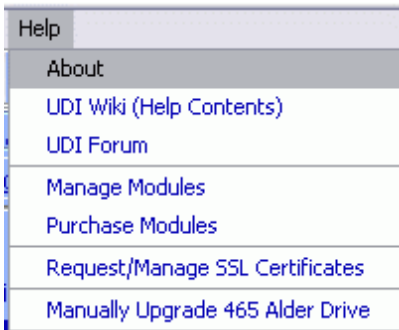 Help
About
UDI Wiki (Help Contents)
UDI Forum
Manage Modules
Purchase Modules
Request/Manage SSL Certificates
Manually Upgrade 465 Alder Drive